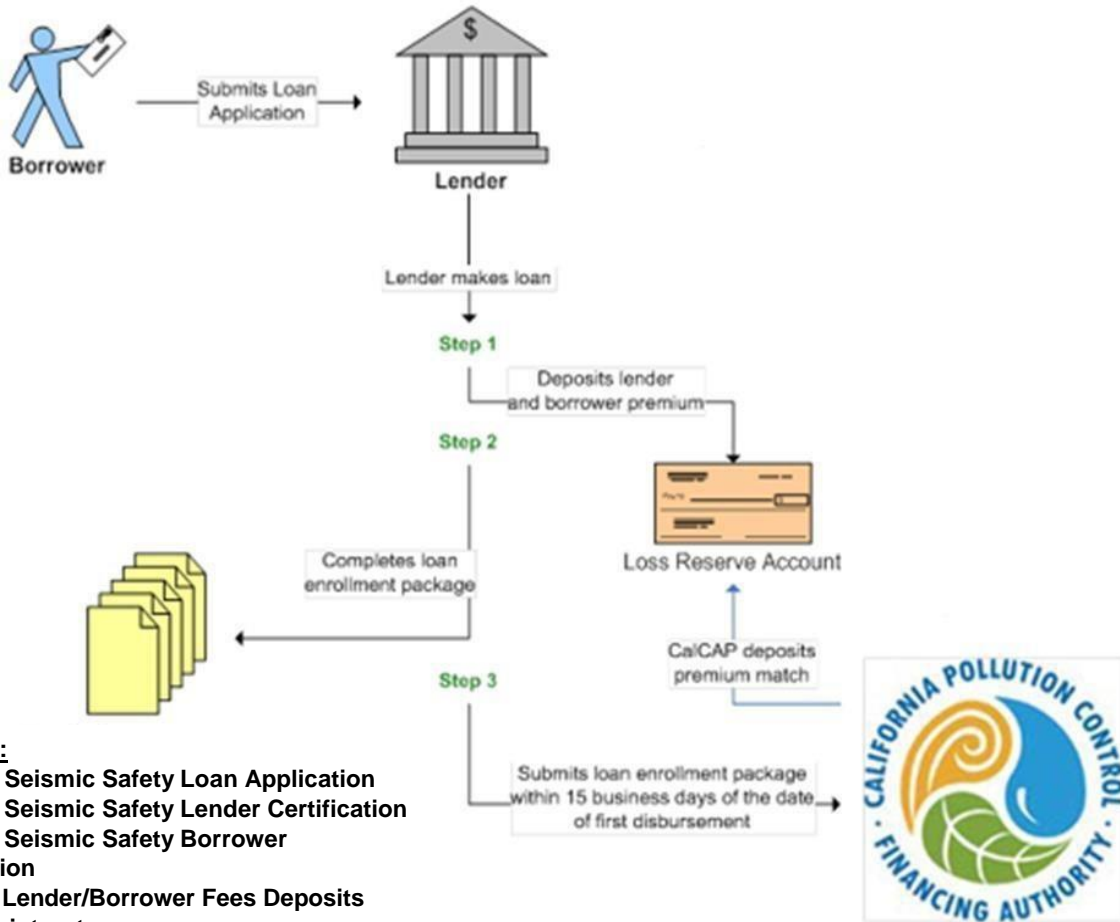 $
Submits Loan
Application
Borrower
Lender
Lender makes loan
Step 1
Deposits lender
and borrower premium
Step 2
Loss Reserve Account
Completes loan
enrollment package
CalCAP deposits
premium match
Step 3
Submits loan enrollment package
within 15 business days of the date
of first disbursement
CALIFORNIA POLLUTION CONTROL
· FINANCING AUTHORITY ·
:
Seismic Safety Loan Application
Seismic Safety Lender Certification
Seismic Safety Borrower
ion
Lender/Borrower Fees Deposits